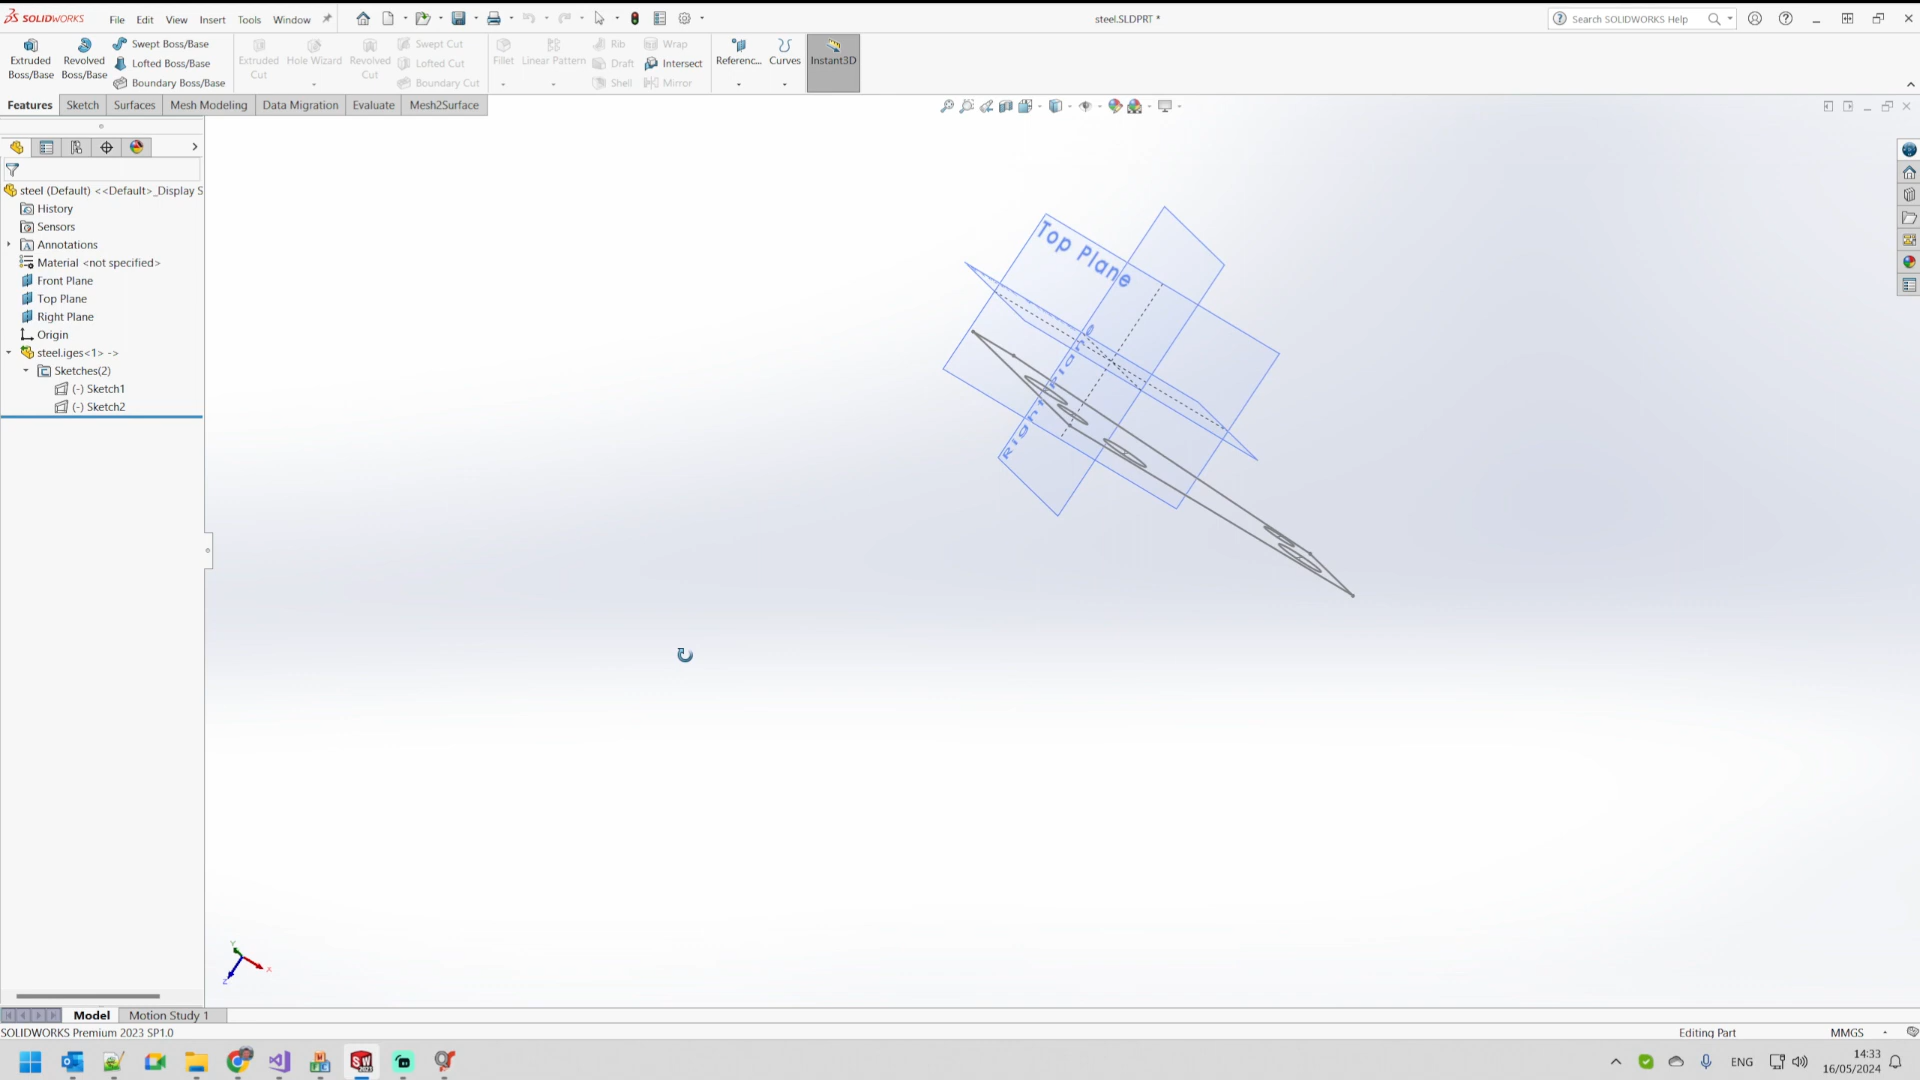 SOLIDWORKS File Edit View Insert Tools Window steel.SLDPRT * Search SOLIDWORKS Help
Extruded Boss/Base
Revolved Boss/Base
Swept Boss/Base
Lofted Boss/Base
Boundary Boss/Base
Extruded Cut
Hole Wizard
Revolved Cut
Swept Cut
Lofted Cut
Boundary Cut
Fillet
Linear Pattern
Rib
Draft
Shell
Wrap
Intersect
Mirror
Referenc...
Curves
Instant3D
Features Sketch Surfaces Mesh Modeling Data Migration Evaluate Mesh2Surface
steel (Default) <<Default>_Display S
History
Sensors
Annotations
Material <not specified>
Front Plane
Top Plane
Right Plane
Origin
steel.iges<1> ->
Sketches(2)
(-) Sketch1
(-) Sketch2
Top Plane
Right Plane
Y
X
Z
Model Motion Study 1
SOLIDWORKS Premium 2023 SP1.0 Editing Part MMGS
ENG 14:33
16/05/2024